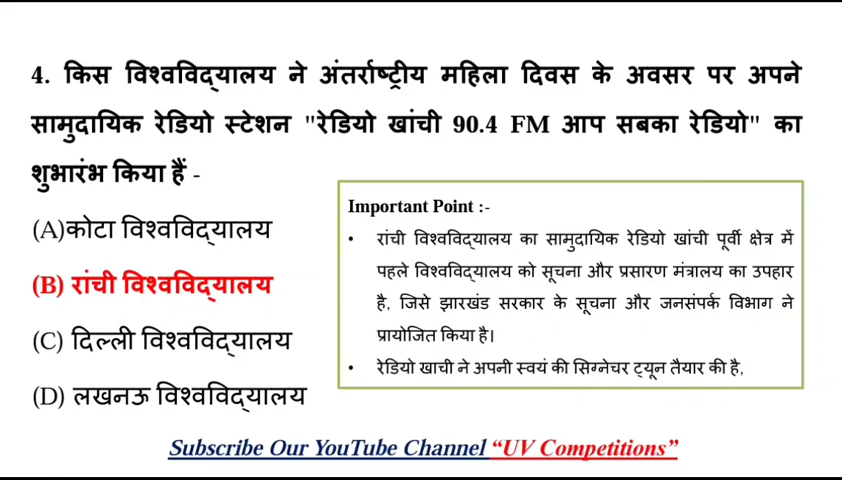 4. किस विश्वविद्यालय ने अंतर्राष्ट्रीय महिला दिवस के अवसर पर अपने
सामुदायिक रेडियो स्टेशन "रेडियो खांची 90.4 FM आप सबका रेडियो" का
शुभारंभ किया हैं -
(A)कोटा विश्वविद्यालय
(B) रांची विश्वविद्यालय
(C) दिल्ली विश्वविद्यालय
(D) लखनऊ विश्वविद्यालय
Important Point :-
• रांची विश्वविद्यालय का सामुदायिक रेडियो खांची पूर्वी क्षेत्र में
पहले विश्वविद्यालय को सूचना और प्रसारण मंत्रालय का उपहार
है, जिसे झारखंड सरकार के सूचना और जनसंपर्क विभाग ने
प्रायोजित किया है।
• रेडियो खाची ने अपनी स्वयं की सिग्नेचर ट्यून तैयार की है,
Subscribe Our YouTube Channel “UV Competitions”